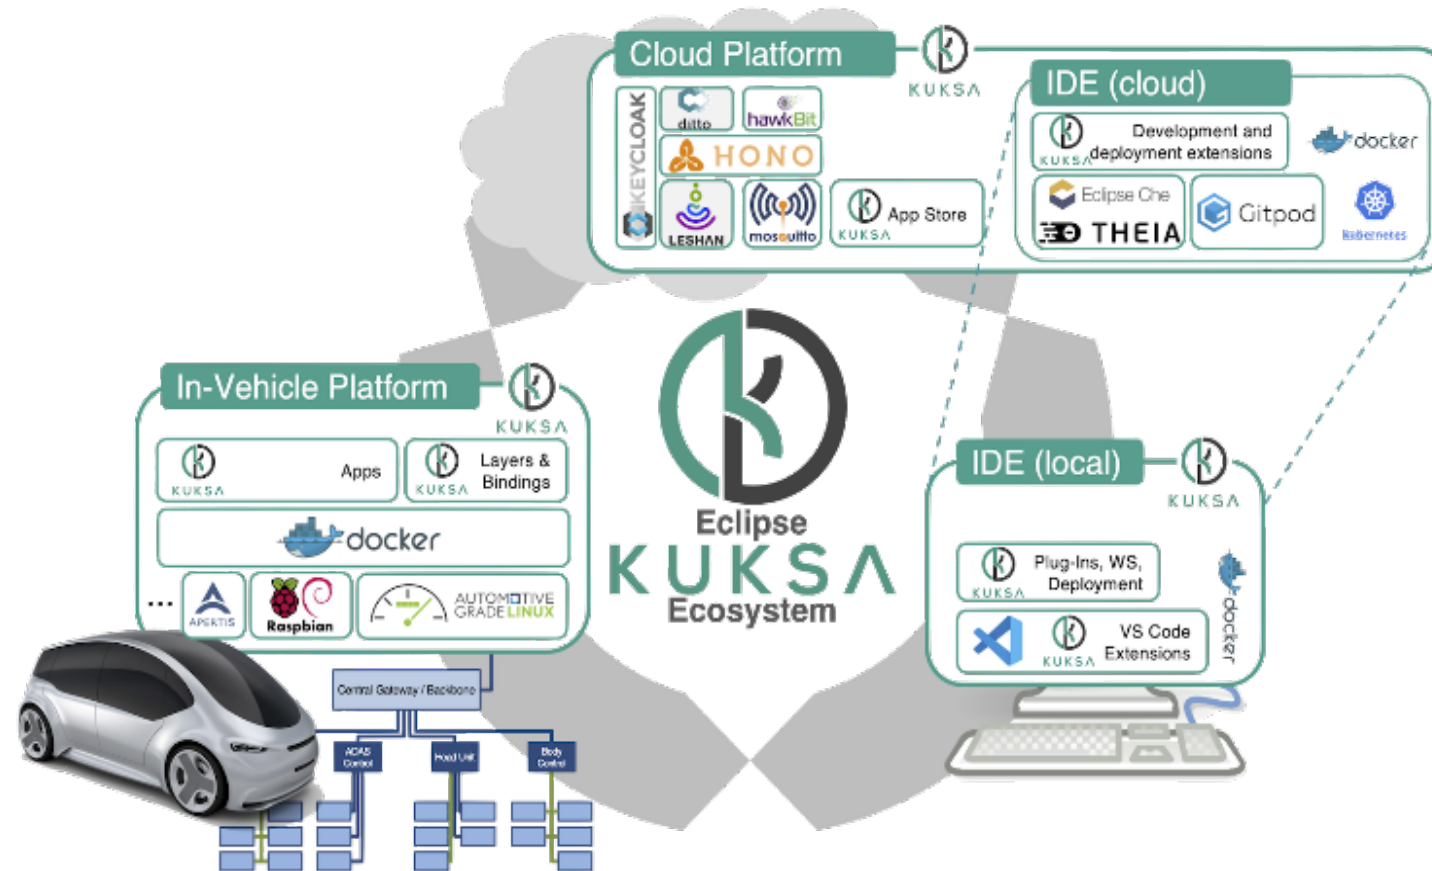 Cloud Platform
KUKSA
IDE (cloud)
KEYCLOAK
ditto
hawkBit
HONO
LESHAN
mosquitto
KUKSA
App Store
KUKSA
Development and
deployment extensions
docker
Eclipse Che
THEIA
Gitpod
kubernetes
In-Vehicle Platform
KUKSA
KUKSA
Apps
KUKSA
Layers &
Bindings
docker
...
APERTIS
Raspbian
AUTOMOTIVE
GRADELINUX
Central Gateway / Backbone
ADAS
Control
Head Unit
Body
Control
Eclipse
KUKSA
Ecosystem
IDE (local)
KUKSA
KUKSA
Plug-Ins, WS,
Deployment
KUKSA
VS Code
Extensions
docker